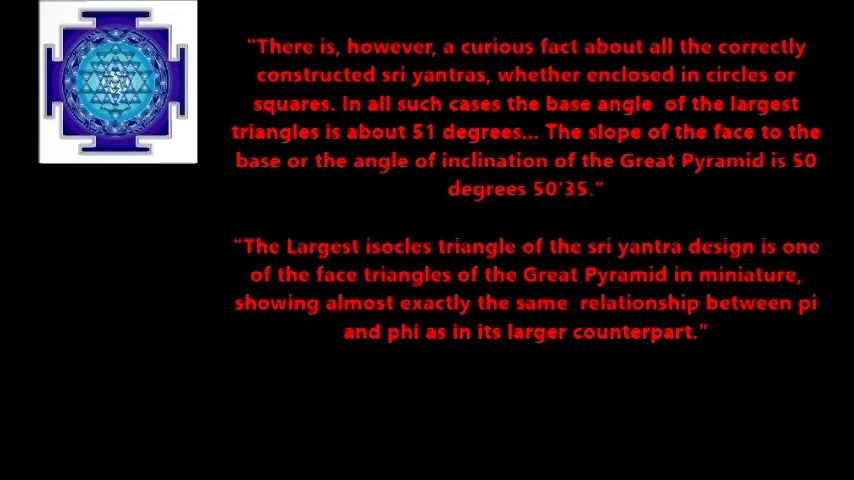 "There is, however, a curious fact about all the correctly
constructed sri yantras, whether enclosed in circles or
squares. In all such cases the base angle of the largest
triangles is about 51 degrees... The slope of the face to the
base or the angle of inclination of the Great Pyramid is 50
degrees 50'35."
"The Largest isocles triangle of the sri yantra design is one
of the face triangles of the Great Pyramid in miniature,
showing almost exactly the same relationship between pi
and phi as in its larger counterpart."